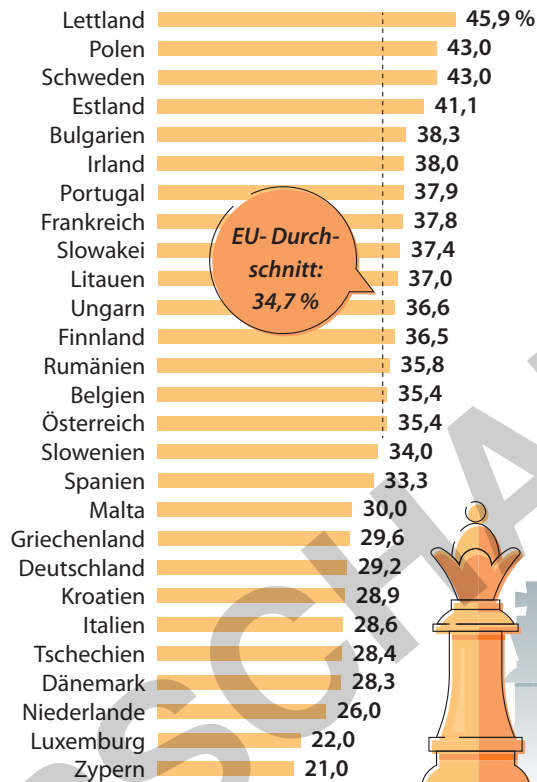 Lettland 45,9 %
Polen 43,0
Schweden 43,0
Estland 41,1
Bulgarien 38,3
Irland 38,0
Portugal 37,9
Frankreich 37,8
Slowakei 37,4
Litauen 37,0
Ungarn 36,6
Finnland 36,5
Rumänien 35,8
Belgien 35,4
Österreich 35,4
Slowenien 34,0
Spanien 33,3
Malta 30,0
Griechenland 29,6
Deutschland 29,2
Kroatien 28,9
Italien 28,6
Tschechien 28,4
Dänemark 28,3
Niederlande 26,0
Luxemburg 22,0
Zypern 21,0
EU- Durch-
schnitt:
34,7 %
SCHA